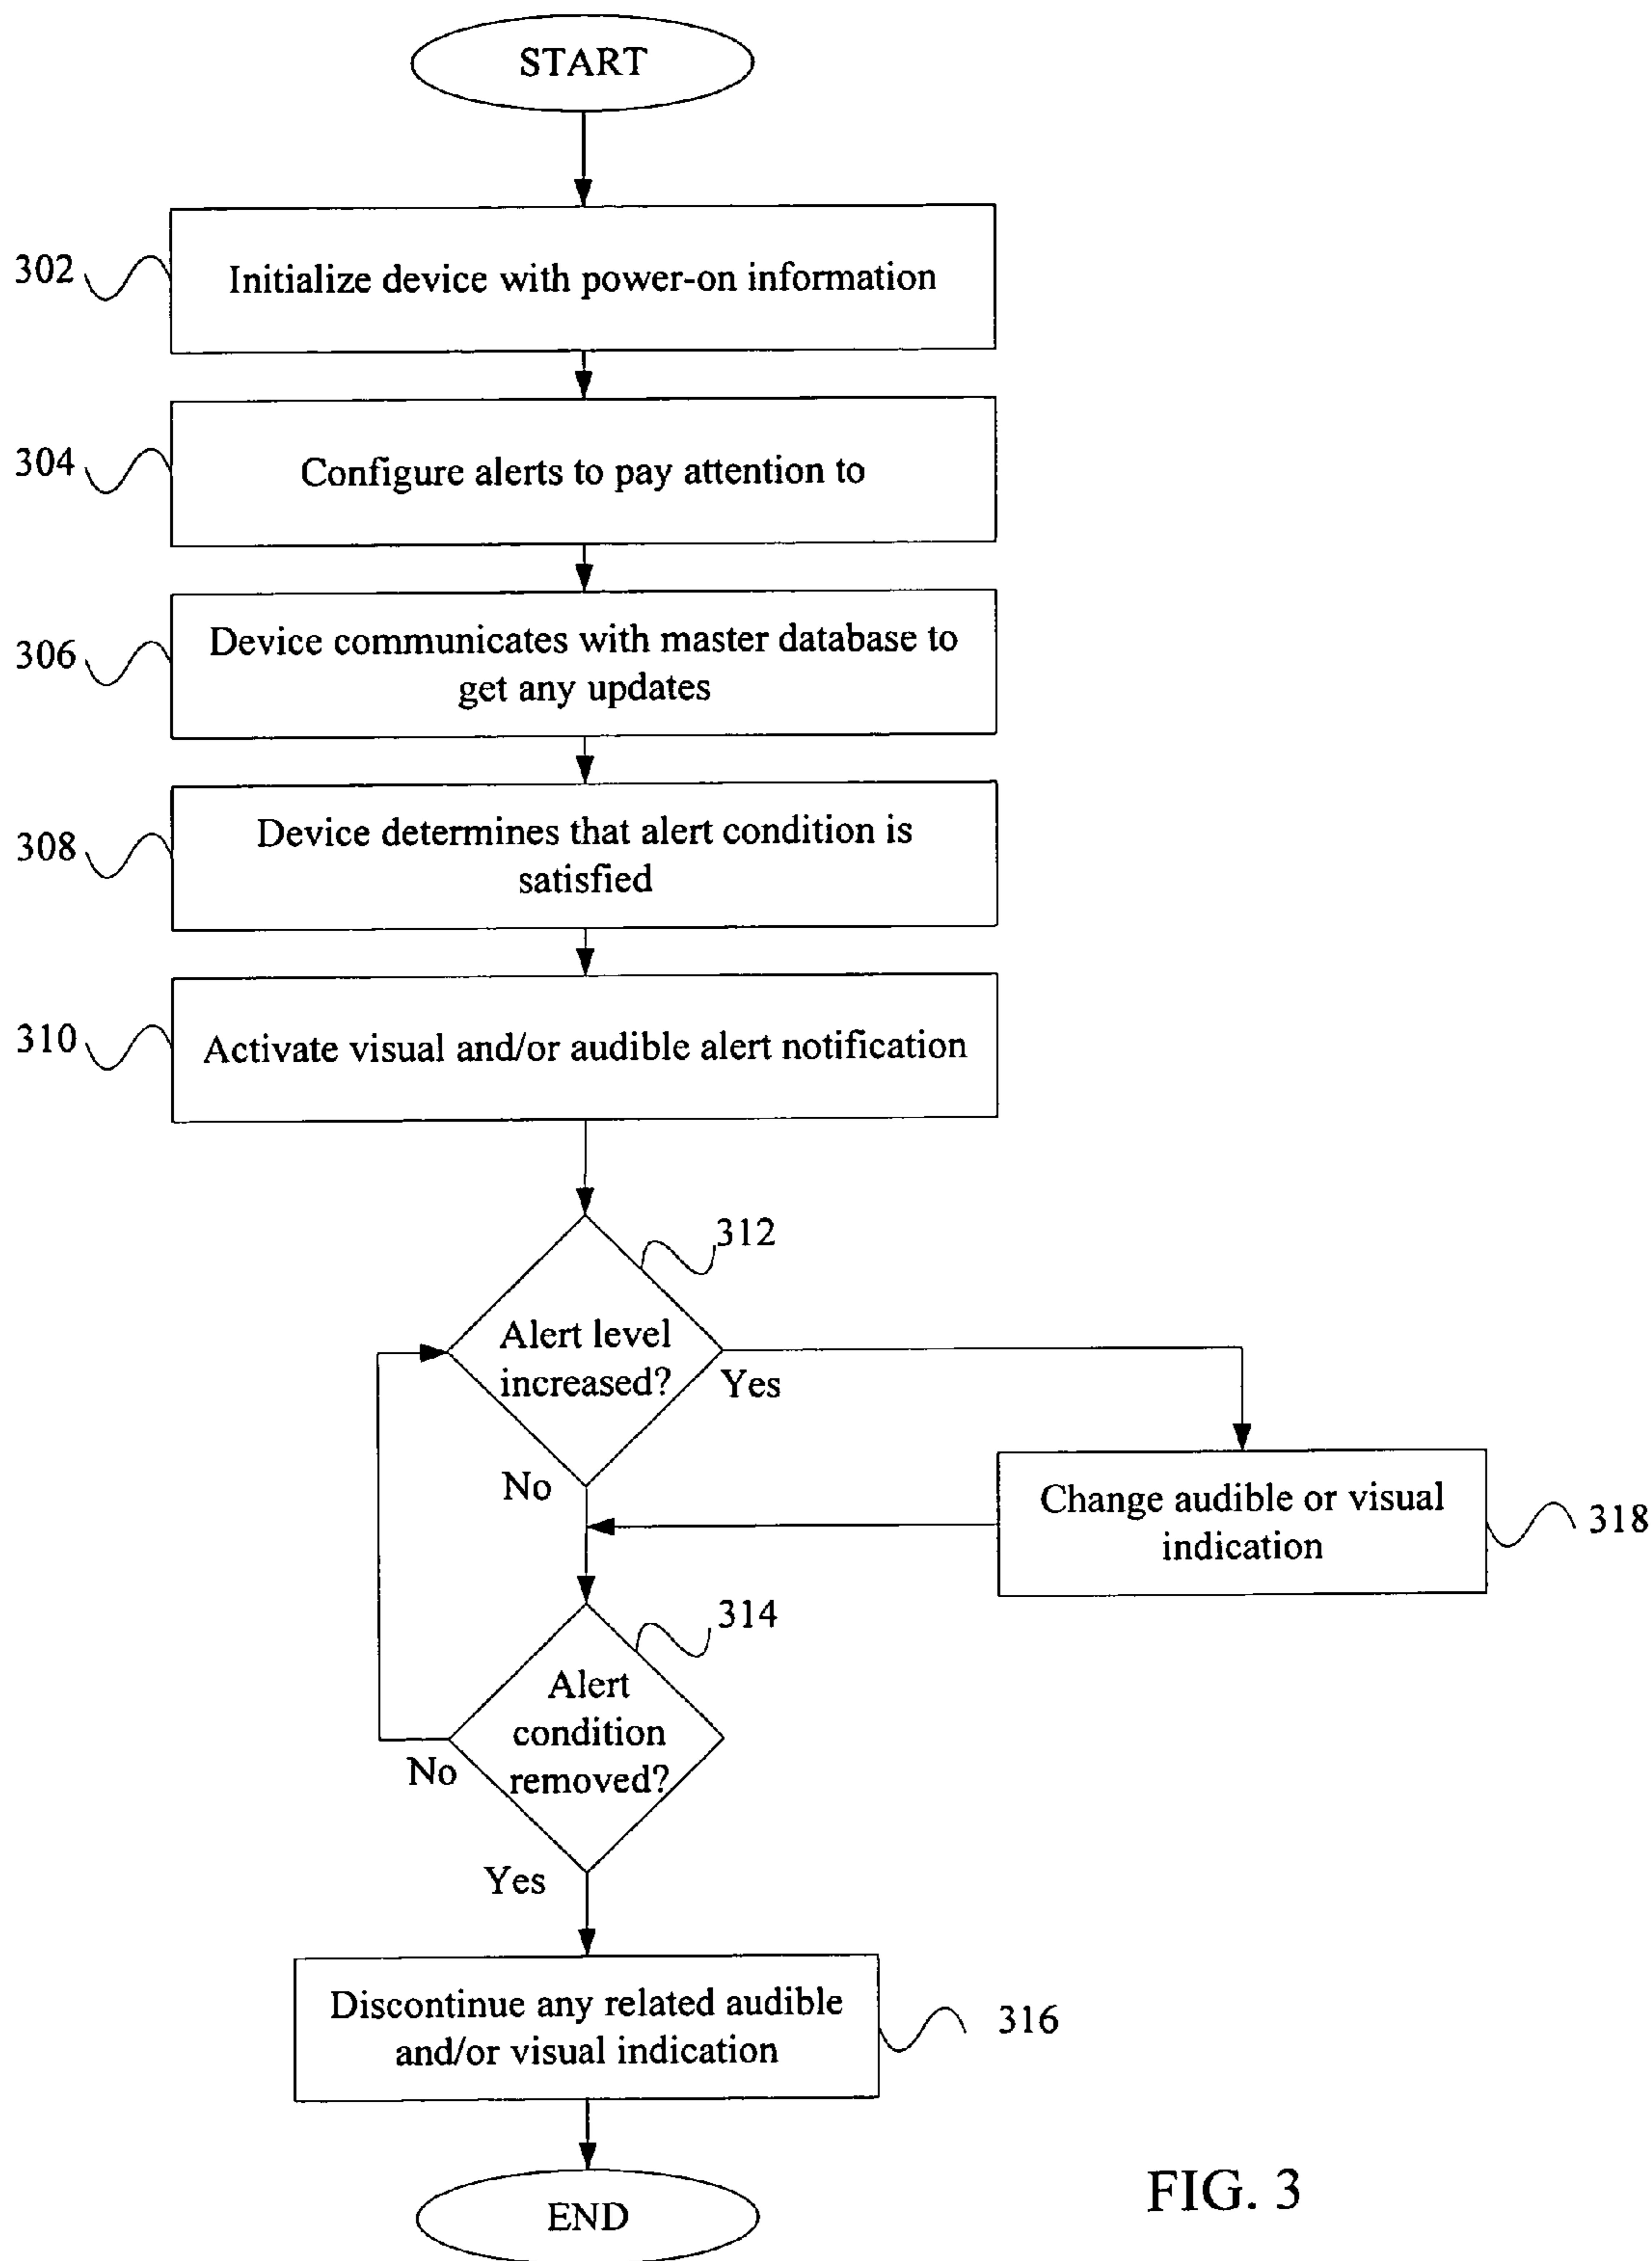 START
302
Initialize device with power-on information
304
Configure alerts to pay attention to
306
Device communicates with master database to
get any updates
308
Device determines that alert condition is
satisfied
310
Activate visual and/or audible alert notification
312
Alert level
increased?
Yes
No
Change audible or visual
indication
318
314
Alert
condition
removed?
No
Yes
Discontinue any related audible
and/or visual indication
316
END
FIG. 3